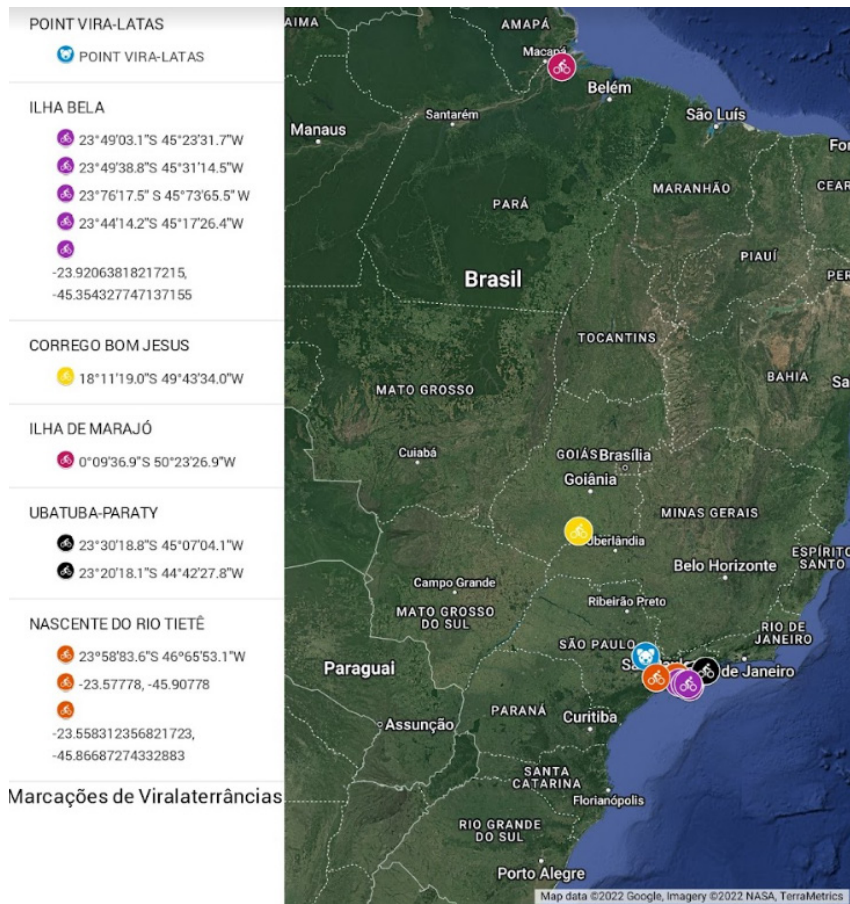 POINT VIRA-LATAS
POINT VIRA-LATAS
ILHA BELA
23°49'03.1"S 45°23'31.7"W
23°49'38.8"S 45°31'14.5"W
23°76'17.5" S 45°73'65.5" W
23°44'14.2"S 45°17'26.4"W
-23.92063818217215,
-45.354327747137155
CORREGO BOM JESUS
18°11'19.0"S 49°43'34.0"W
ILHA DE MARAJÓ
0°09'36.9"S 50°23'26.9"W
UBATUBA-PARATY
23°30'18.8"S 45°07'04.1"W
23°20'18.1"S 44°42'27.8"W
NASCENTE DO RIO TIETÊ
23°58'83.6"S 46°65'53.1"W
-23.57778, -45.90778
-23.558312356821723,
-45.86687274332883
Marcações de Viralaterrâncias
AIMA
AMAPÁ
Macapá
Belém
Santarém
São Luís
Manaus
For
MARANHÃO
CEAR
PARÁ
PIAUÍ
Brasil
PER
TOCANTINS
BAHIA
MATO GROSSO
Sa
Cuiabá
GOIÁS
Brasília
Goiânia
MINAS GERAIS
Uberlândia
ESPÍRITO
SANTO
Belo Horizonte
Campo Grande
Ribeirão Preto
MATO GROSSO
DO SUL
RIO DE
JANEIRO
SÃO PAULO
Paraguai
de Janeiro
PARANÁ
Curitiba
Assunção
SANTA
CATARINA
Florianópolis
RIO GRANDE
DO SUL
Porto Alegre
Map data ©2022 Google, Imagery ©2022 NASA, TerraMetrics